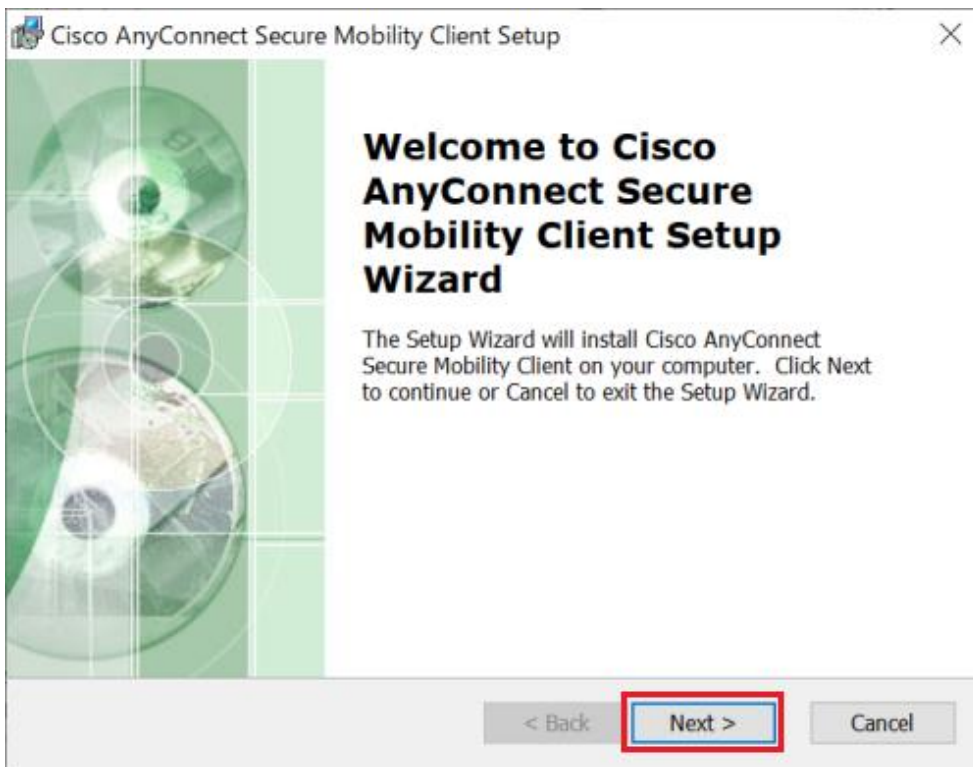 Cisco AnyConnect Secure Mobility Client Setup
Welcome to Cisco
AnyConnect Secure
Mobility Client Setup
Wizard
The Setup Wizard will install Cisco AnyConnect
Secure Mobility Client on your computer.  Click Next
to continue or Cancel to exit the Setup Wizard.
< Back
Next >
Cancel